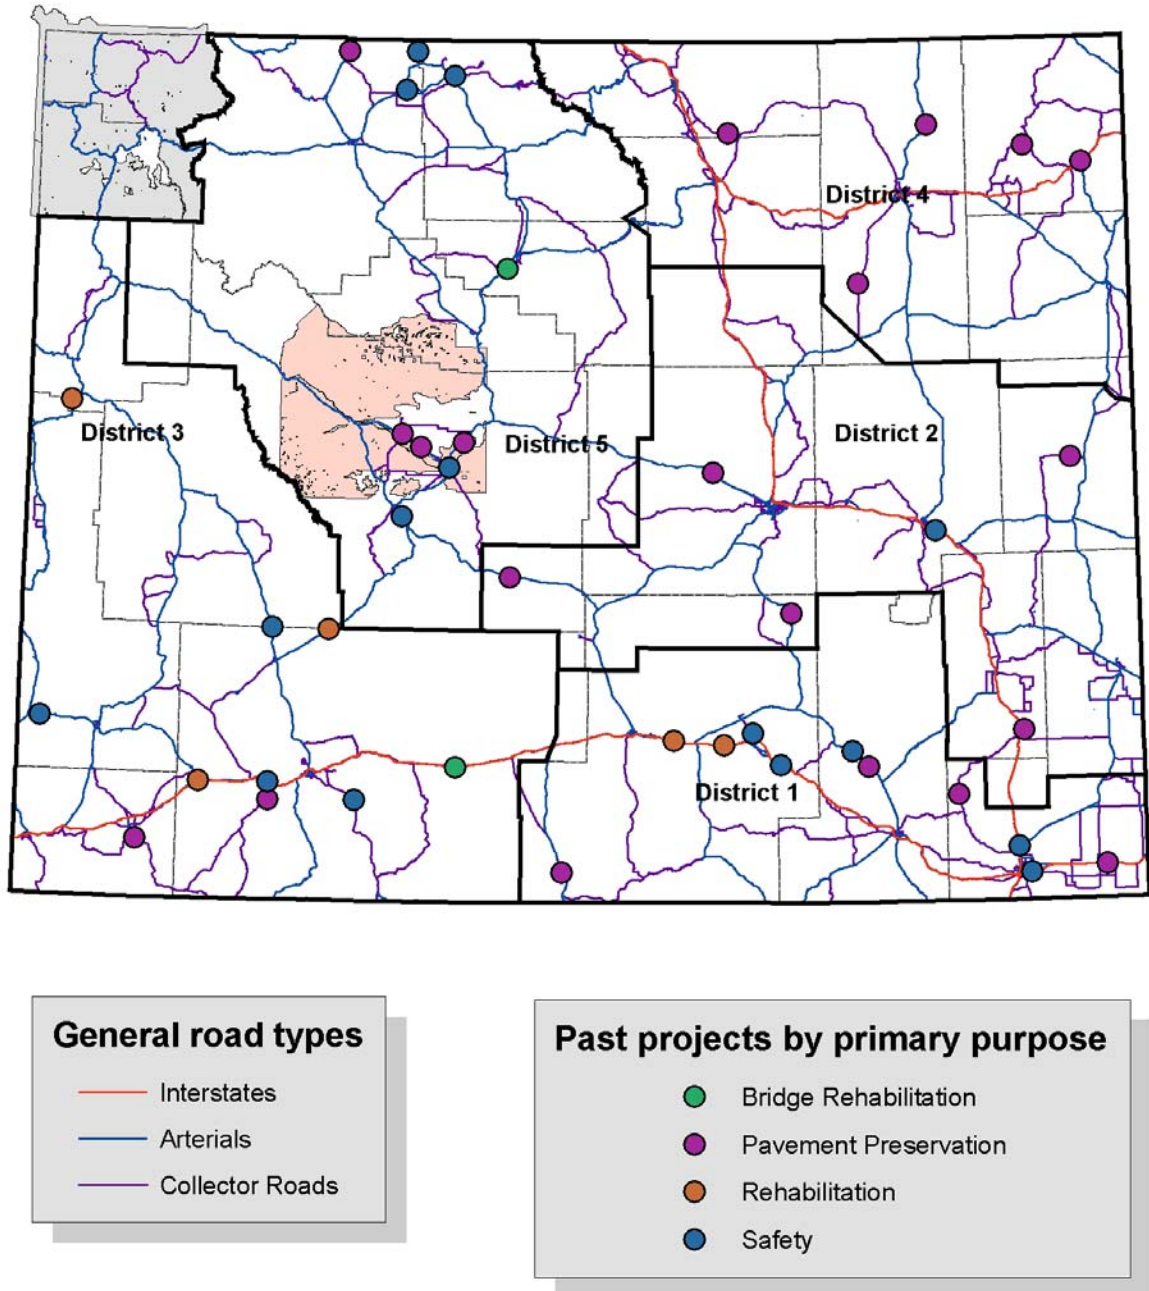 District 4
District 3
District 5
District 2
District 1
General road types
Interstates
Arterials
Collector Roads
Past projects by primary purpose
Bridge Rehabilitation
Pavement Preservation
Rehabilitation
Safety